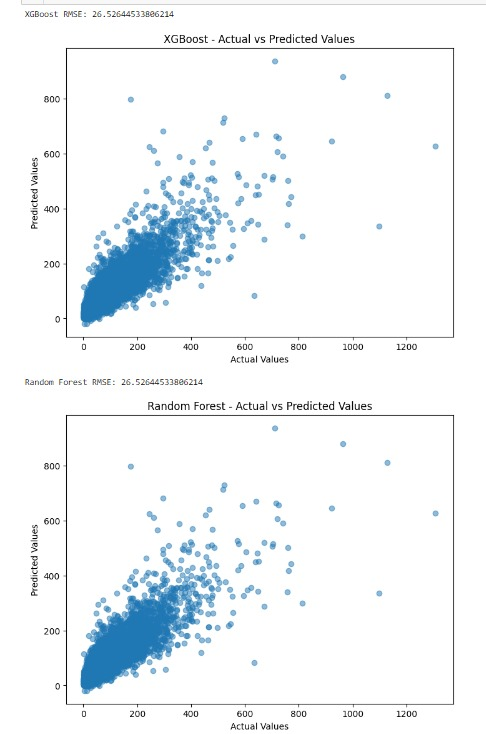 XGBoost RMSE: 26.52644533806214
XGBoost - Actual vs Predicted Values
800
600
400
200
0
Predicted Values
0 200 400 600 800 1000 1200
Actual Values
Random Forest RMSE: 26.52644533806214
Random Forest - Actual vs Predicted Values
800
600
400
200
0
Predicted Values
0 200 400 600 800 1000 1200
Actual Values